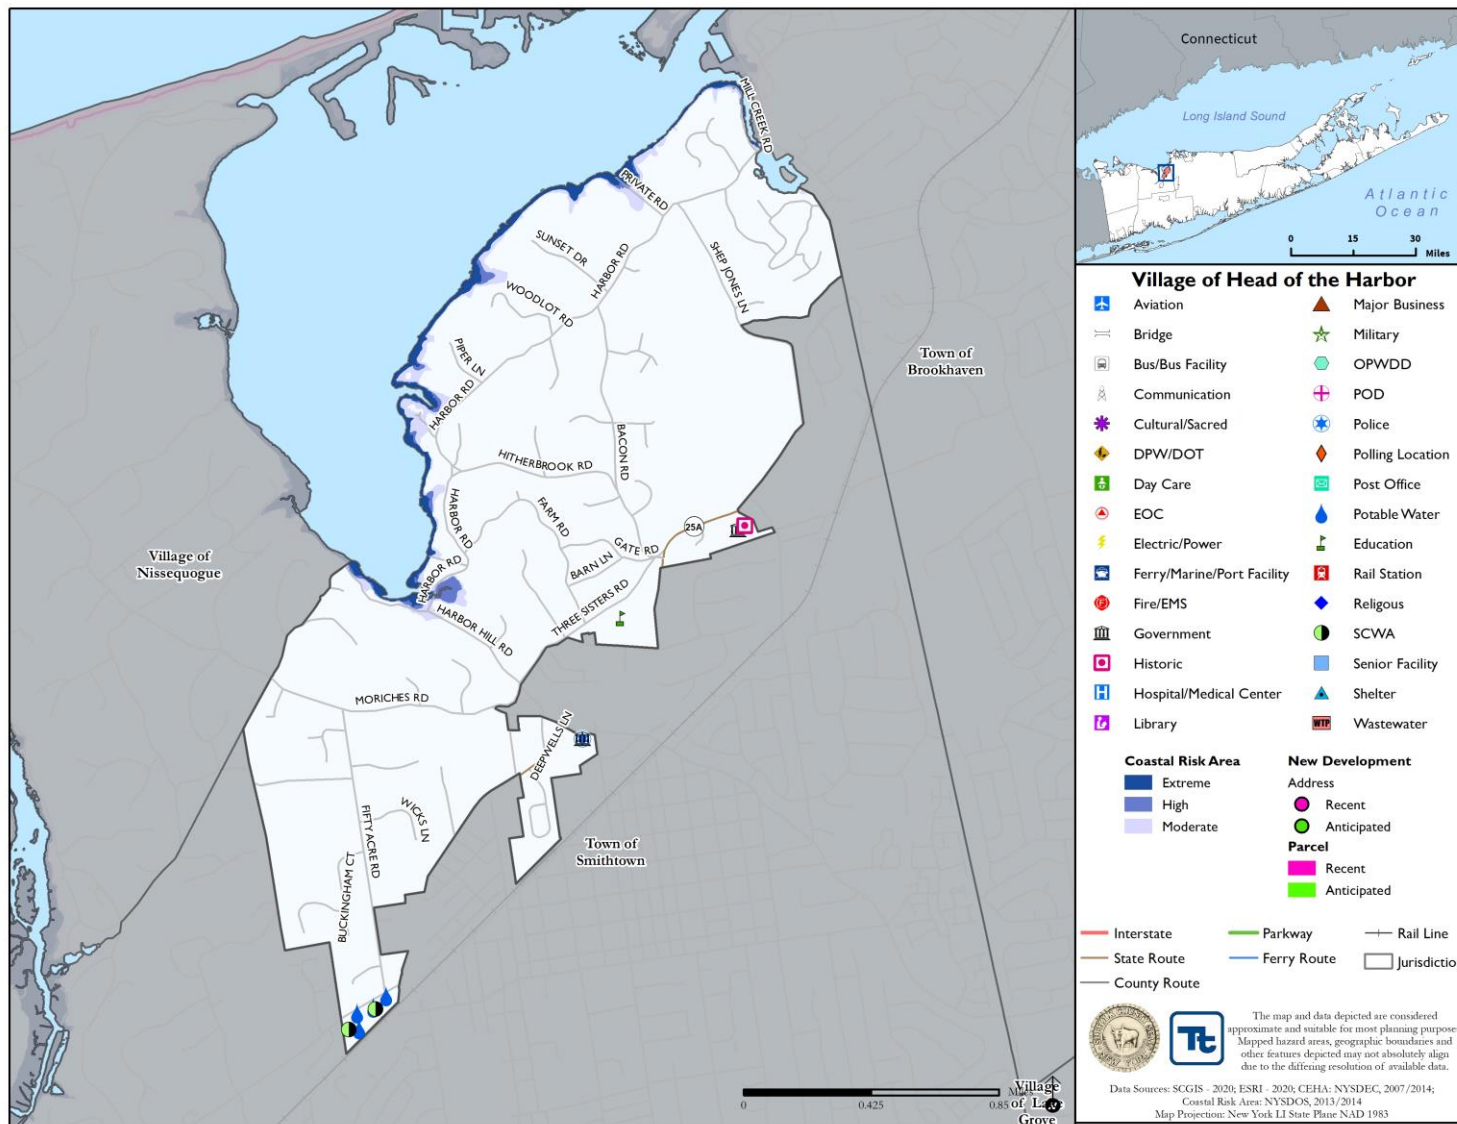 MILL CREEK RD
PRIVATE RD
SUNSET DR
HARBOR RD
SHEP JONES LN
WOODLOT RD
PIPER LN
HARBOR RD
BACON RD
HITHERBROOK RD
HARBOR RD
FARM RD
25A
GATE RD
BARN LN
HARBOR RD
THREE SISTERS RD
HARBOR HILL RD
MORICHES RD
DEEPWELLS LN
WICKS LN
FIFTY ACRE RD
BUCKINGHAM CT
Town of
Brookhaven
Village of
Nissequogue
Town of
Smithtown
Village
of Lake
Grove
Miles
0 0.425 0.85
Connecticut
Long Island Sound
Atlantic
Ocean
0 15 30
Miles
Village of Head of the Harbor
Aviation
Bridge
Bus/Bus Facility
Communication
Cultural/Sacred
DPW/DOT
Day Care
EOC
Electric/Power
Ferry/Marine/Port Facility
Fire/EMS
Government
Historic
Hospital/Medical Center
Library
Major Business
Military
OPWDD
POD
Police
Polling Location
Post Office
Potable Water
Education
Rail Station
Religous
SCWA
Senior Facility
Shelter
WTP Wastewater
Coastal Risk Area
Extreme
High
Moderate
New Development
Address
Recent
Anticipated
Parcel
Recent
Anticipated
Interstate
State Route
County Route
Parkway
Ferry Route
Rail Line
Jurisdictio
Tt
The map and data depicted are considered
approximate and suitable for most planning purpose
Mapped hazard areas, geographic boundaries and
other features depicted may not absolutely align
due to the differing resolution of available data.
Data Sources: SCGIS - 2020; ESRI - 2020; CEHA: NYSDEC, 2007/2014;
Coastal Risk Area: NYSDOS, 2013/2014
Map Projection: New York LI State Plane NAD 1983